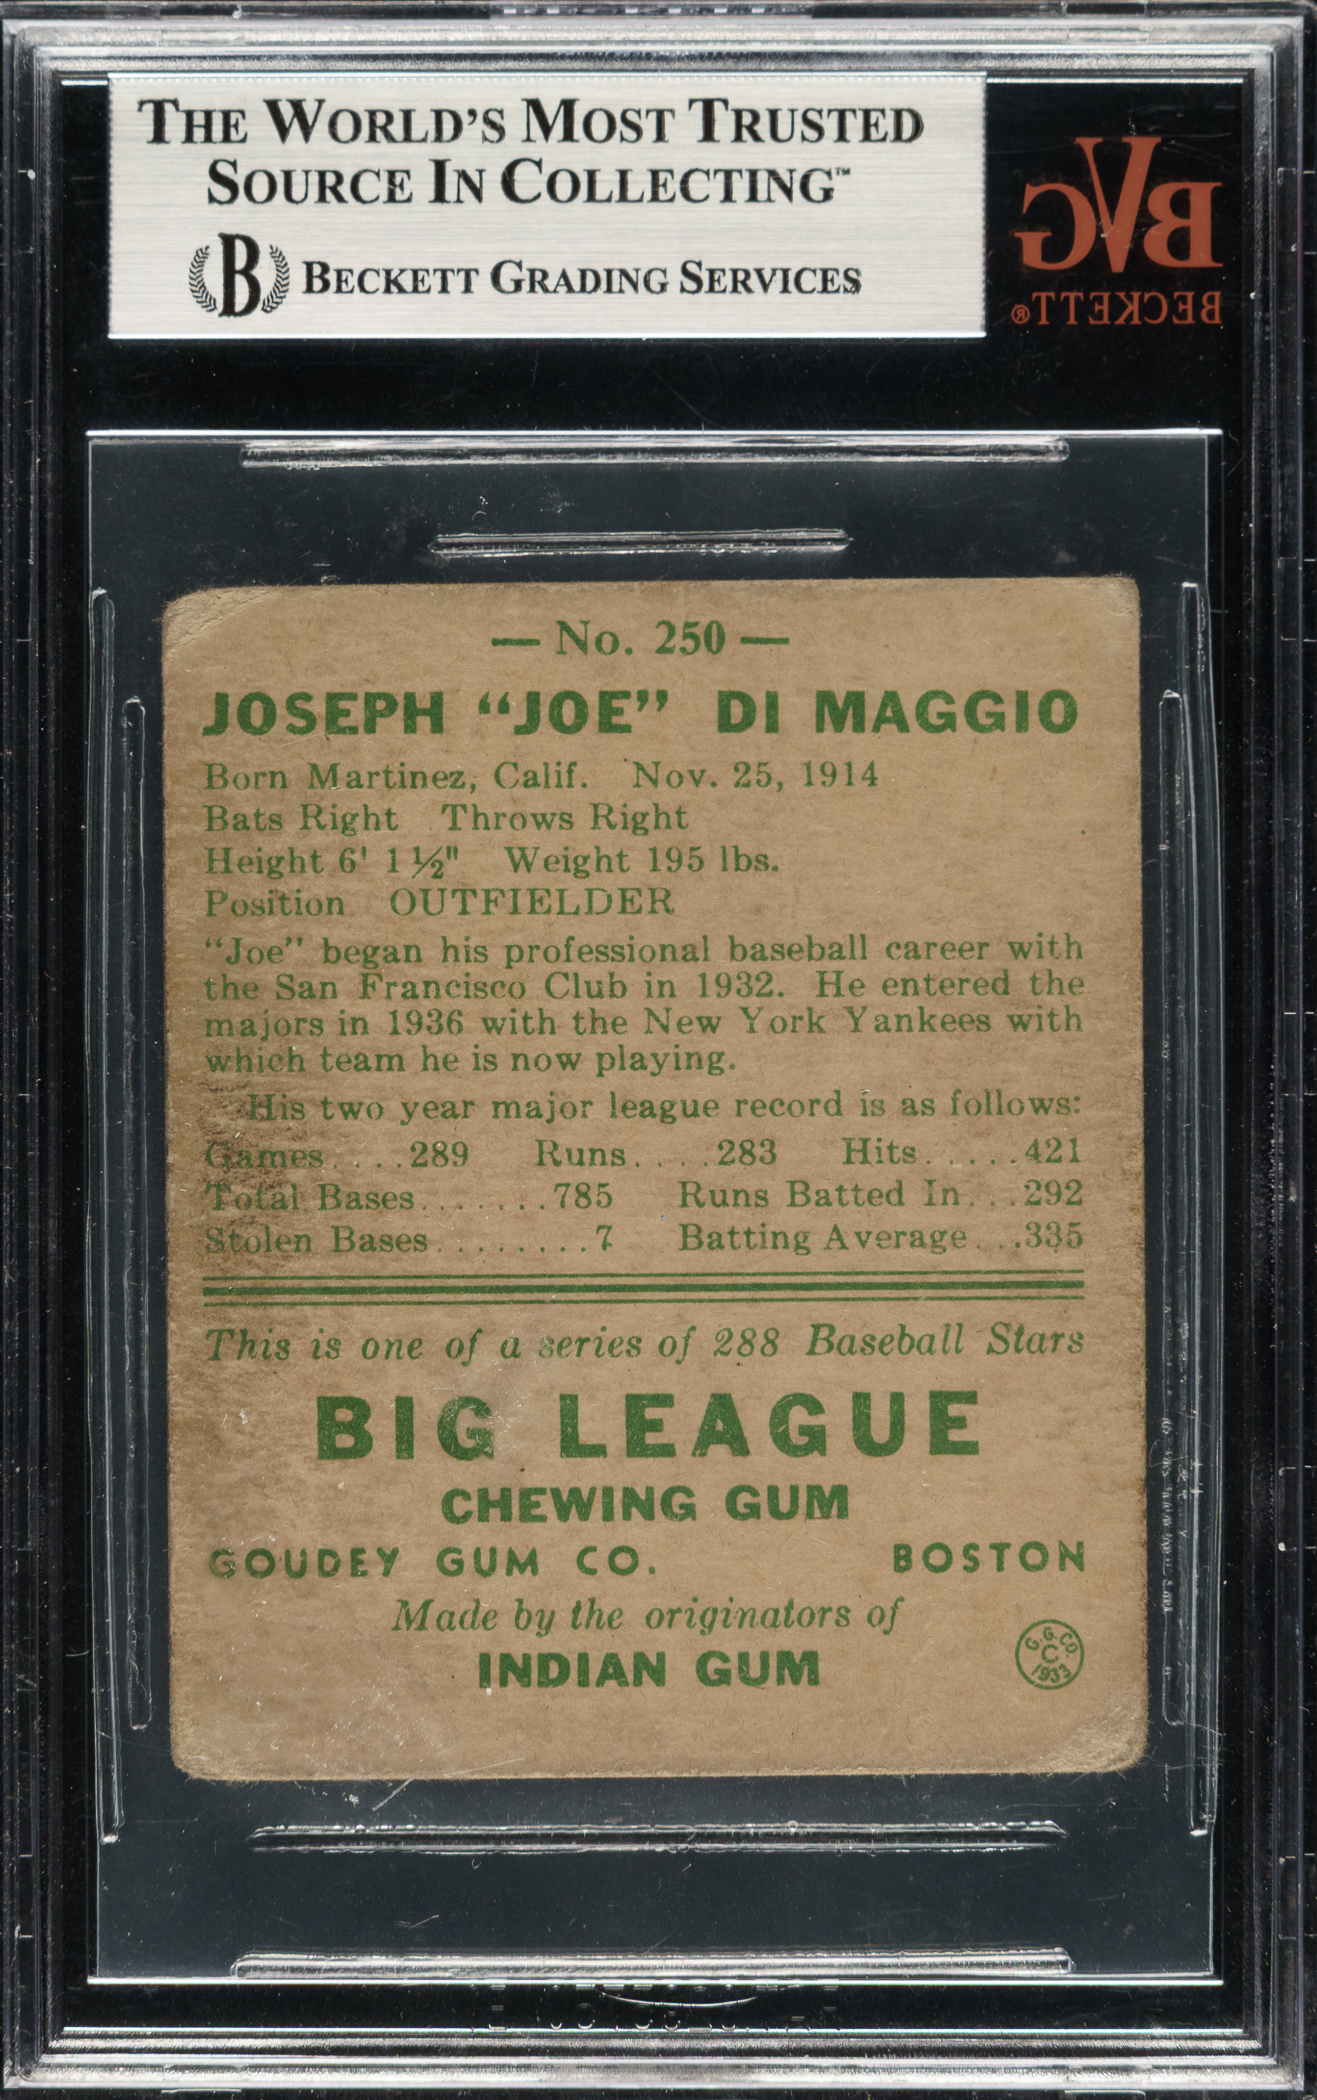 THE WORLD'S MOST TRUSTED
SOURCE IN COLLECTING™
B BECKETT GRADING SERVICES
BVG
BECKETT®
— No. 250 —
JOSEPH “JOE” DI MAGGIO
Born Martinez, Calif. Nov. 25, 1914
Bats Right Throws Right
Height 6' 1½" Weight 195 lbs.
Position OUTFIELDER
“Joe” began his professional baseball career with
the San Francisco Club in 1932. He entered the
majors in 1936 with the New York Yankees with
which team he is now playing.
His two year major league record is as follows:
Games....289 Runs.....283 Hits......421
Total Bases.......785 Runs Batted In...292
Stolen Bases........7 Batting Average...335
This is one of a series of 288 Baseball Stars
BIG LEAGUE
CHEWING GUM
GOUDEY GUM CO. BOSTON
Made by the originators of
INDIAN GUM
G.G.CO.
C
1933